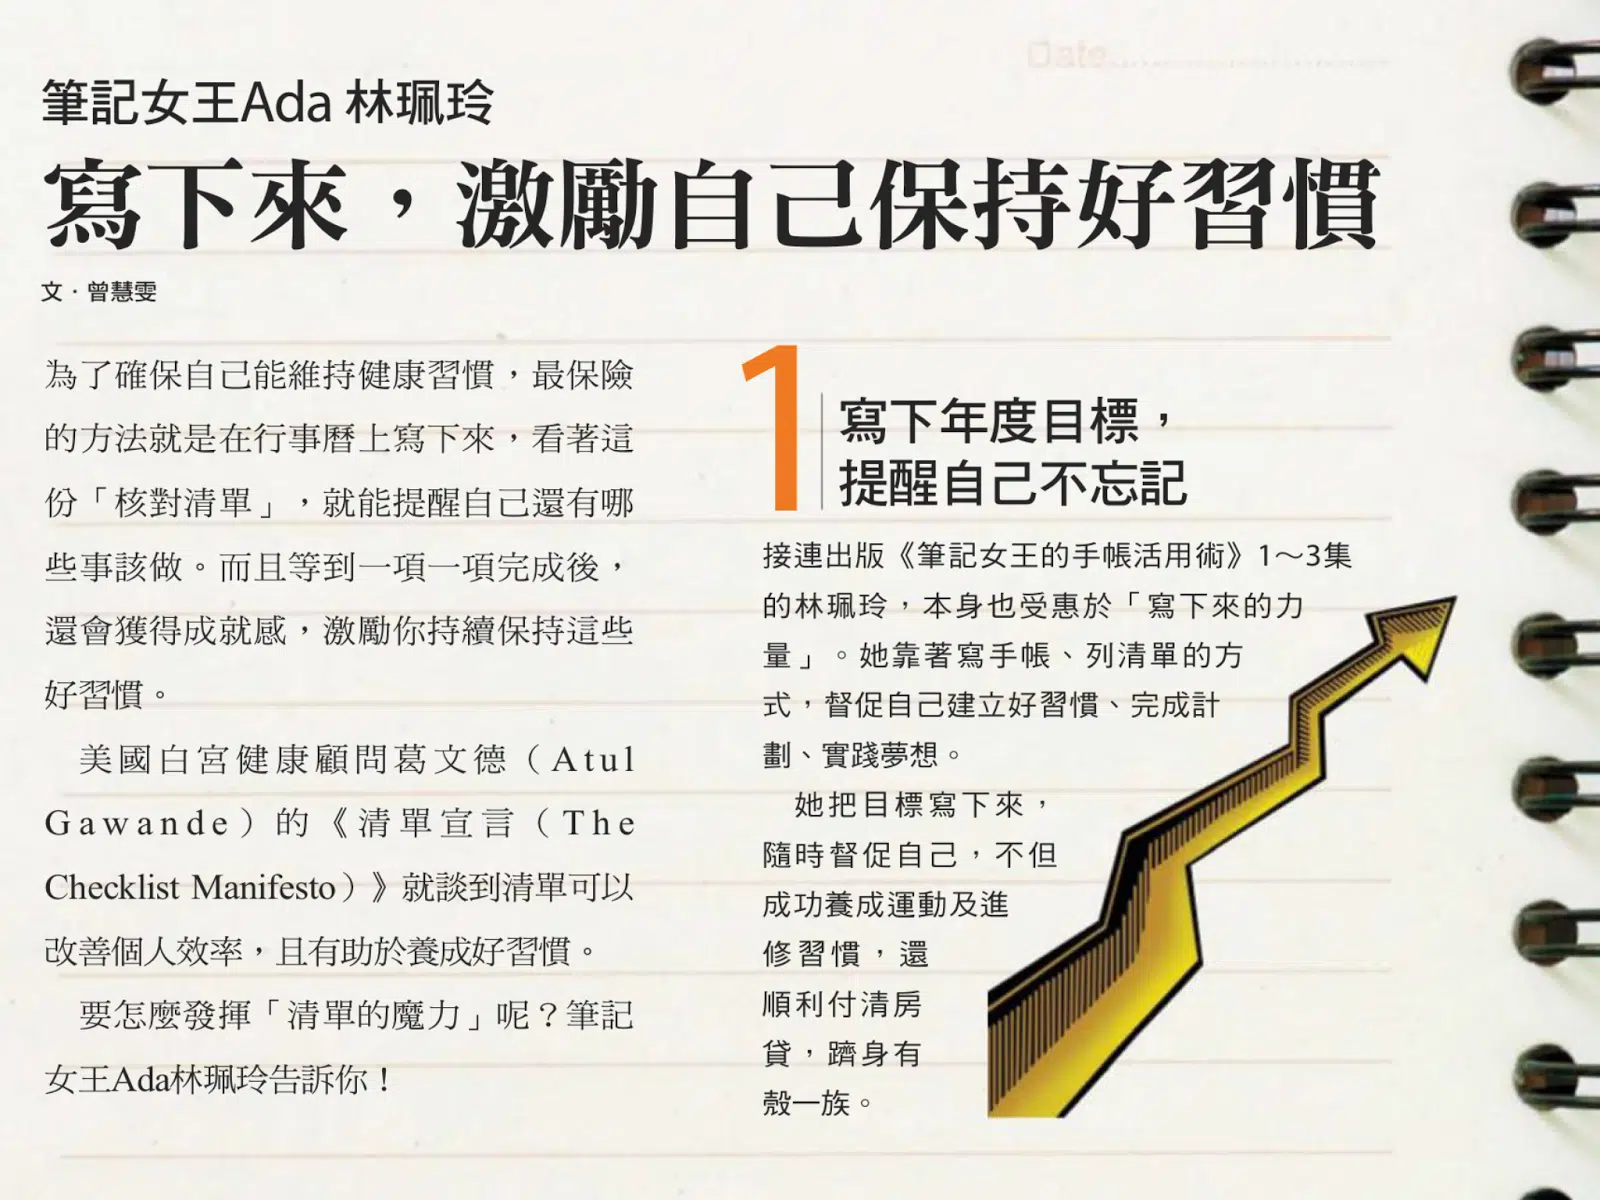 Date
筆記女王Ada 林珮玲
寫下來，激勵自己保持好習慣
文‧曾慧雯
為了確保自己能維持健康習慣，最保險
的方法就是在行事曆上寫下來，看著這
份「核對清單」，就能提醒自己還有哪
些事該做。而且等到一項一項完成後，
還會獲得成就感，激勵你持續保持這些
好習慣。
美國白宮健康顧問葛文德（Atul
Gawande）的《清單宣言（The
Checklist Manifesto）》就談到清單可以
改善個人效率，且有助於養成好習慣。
要怎麼發揮「清單的魔力」呢？筆記
女王Ada林珮玲告訴你！
1
寫下年度目標，
提醒自己不忘記
接連出版《筆記女王的手帳活用術》1～3集
的林珮玲，本身也受惠於「寫下來的力
量」。她靠著寫手帳、列清單的方
式，督促自己建立好習慣、完成計
劃、實踐夢想。
她把目標寫下來，
隨時督促自己，不但
成功養成運動及進
修習慣，還
順利付清房
貸，躋身有
殼一族。